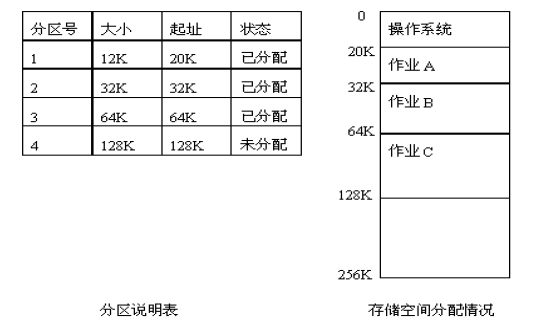 分区号 大小 起址 状态
1 12K 20K 已分配
2 32K 32K 已分配
3 64K 64K 已分配
4 128K 128K 未分配
分区说明表
0
操作系统
20K
作业 A
32K
作业 B
64K
作业 C
128K
256K
存储空间分配情况